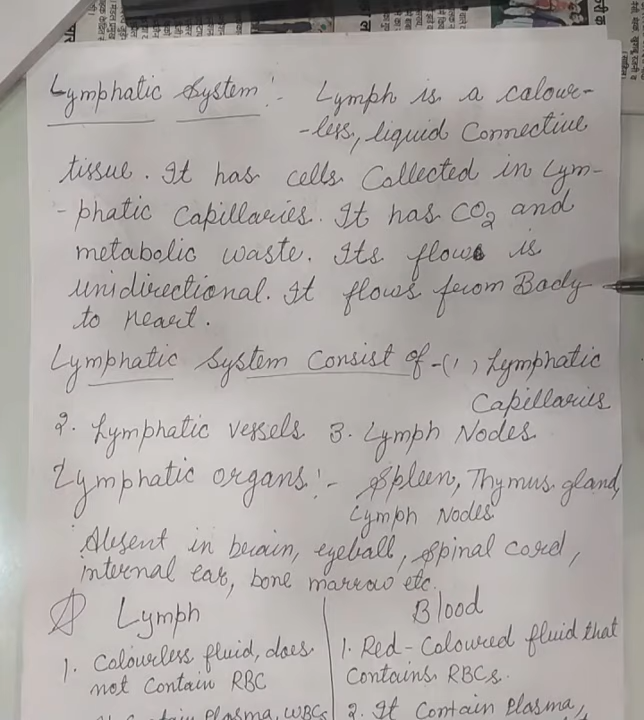 Lymphatic System :- Lymph is a colour-
-less, liquid Connective
tissue. It has cells Collected in Lym-
-phatic Capillaries. It has CO2 and
metabolic waste. Its flow is
unidirectional. It flows from Body
to Heart.
Lymphatic System Consist of -(1) Lymphatic
Capillaries
2. Lymphatic vessels 3. Lymph Nodes
Lymphatic organs :- Spleen, Thymus gland,
Lymph Nodes
Absent in brain, eyeball, Spinal cord,
internal ear, bone marrow etc.
Lymph
1. Colourless fluid, does
not Contain RBC
Plasma, WBCs
Blood
1. Red-Coloured fluid that
Contains RBCs.
2. It Contain Plasma,